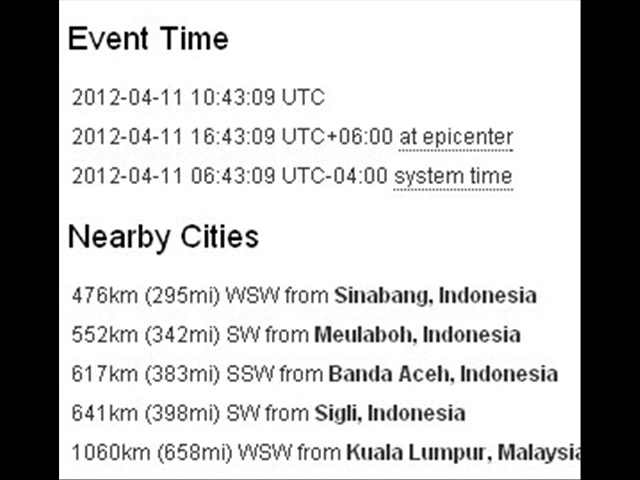 Event Time
2012-04-11 10:43:09 UTC
2012-04-11 16:43:09 UTC+06:00 at epicenter
2012-04-11 06:43:09 UTC-04:00 system time
Nearby Cities
476km (295mi) WSW from Sinabang, Indonesia
552km (342mi) SW from Meulaboh, Indonesia
617km (383mi) SSW from Banda Aceh, Indonesia
641km (398mi) SW from Sigli, Indonesia
1060km (658mi) WSW from Kuala Lumpur, Malaysia